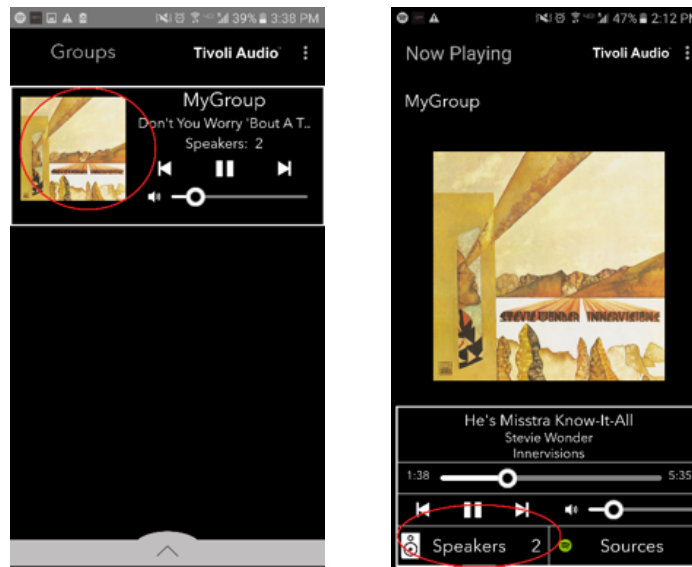 39% 3:38 PM
Groups
Tivoli Audio
MyGroup
Don't You Worry 'Bout A T..
Speakers: 2
47% 2:12 PM
Now Playing
Tivoli Audio
MyGroup
STEVIE WONDER INNERVISIONS
He's Misstra Know-It-All
Stevie Wonder
Innervisions
1:38
5:35
Speakers 2
Sources